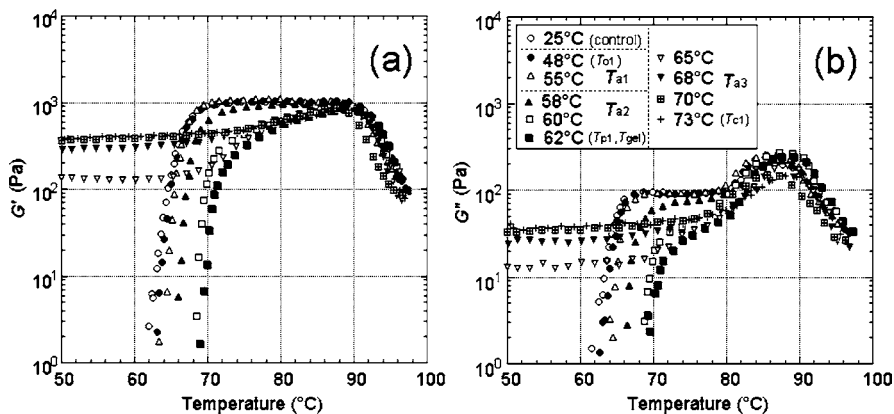 (a)
10⁴
10³
10²
10¹
10⁰
G′ (Pa)
50 60 70 80 90 100
Temperature (°C)
(b)
10⁴
10³
10²
10¹
10⁰
G″ (Pa)
50 60 70 80 90 100
Temperature (°C)
25°C (control)
48°C (To1)
55°C Ta1
58°C
60°C Ta2
62°C (Tp1, Tgel)
65°C
68°C Ta3
70°C
73°C (Tc1)